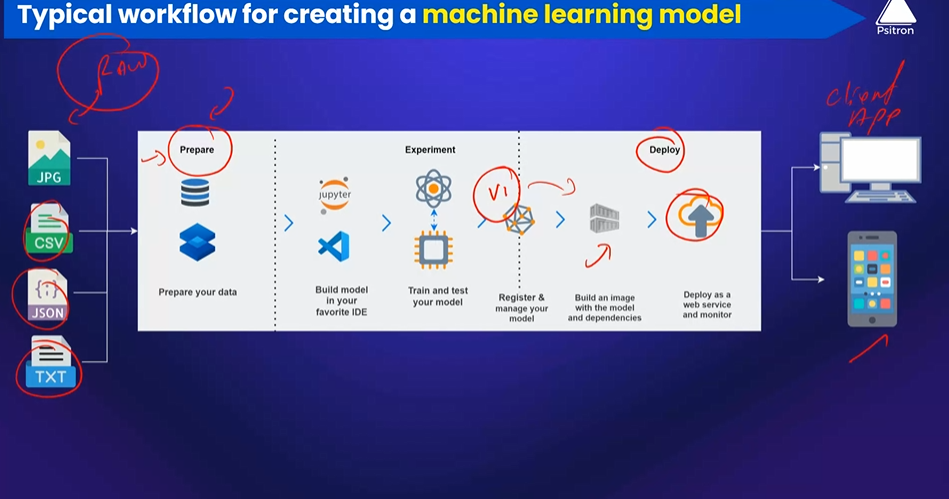 Typical workflow for creating a machine learning model
Psitron
RAW
client
APP
JPG
CSV
{:}
JSON
TXT
Prepare
Experiment
Deploy
jupyter
V1
Prepare your data
Build model
in your
favorite IDE
Train and test
your model
Register &
manage your
model
Build an image
with the model
and dependencies
Deploy as a
web service
and monitor